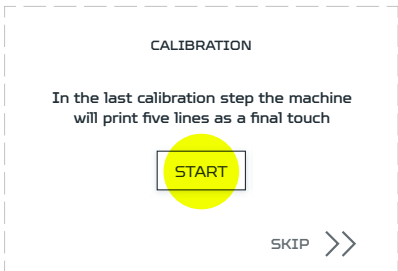 CALIBRATION
In the last calibration step the machine
will print five lines as a final touch
START
SKIP